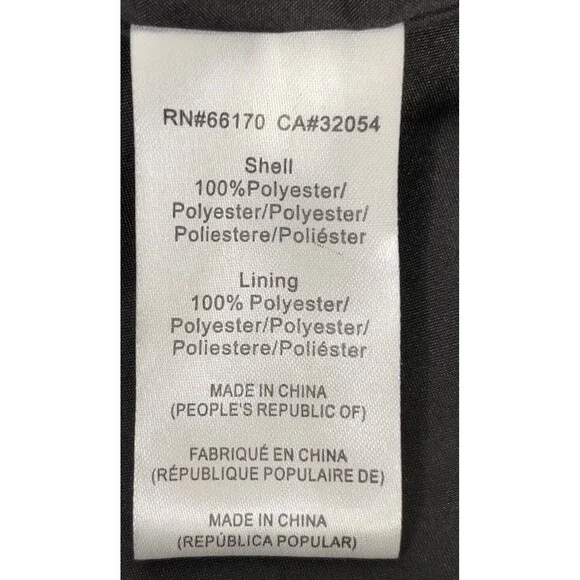 RN#66170 CA#32054
Shell
100%Polyester/
Polyester/Polyester/
Poliestere/Poliéster
Lining
100% Polyester/
Polyester/Polyester/
Poliestere/Poliéster
MADE IN CHINA
(PEOPLE'S REPUBLIC OF)
FABRIQUÉ EN CHINA
(RÉPUBLIQUE POPULAIRE DE)
MADE IN CHINA
(REPÚBLICA POPULAR)